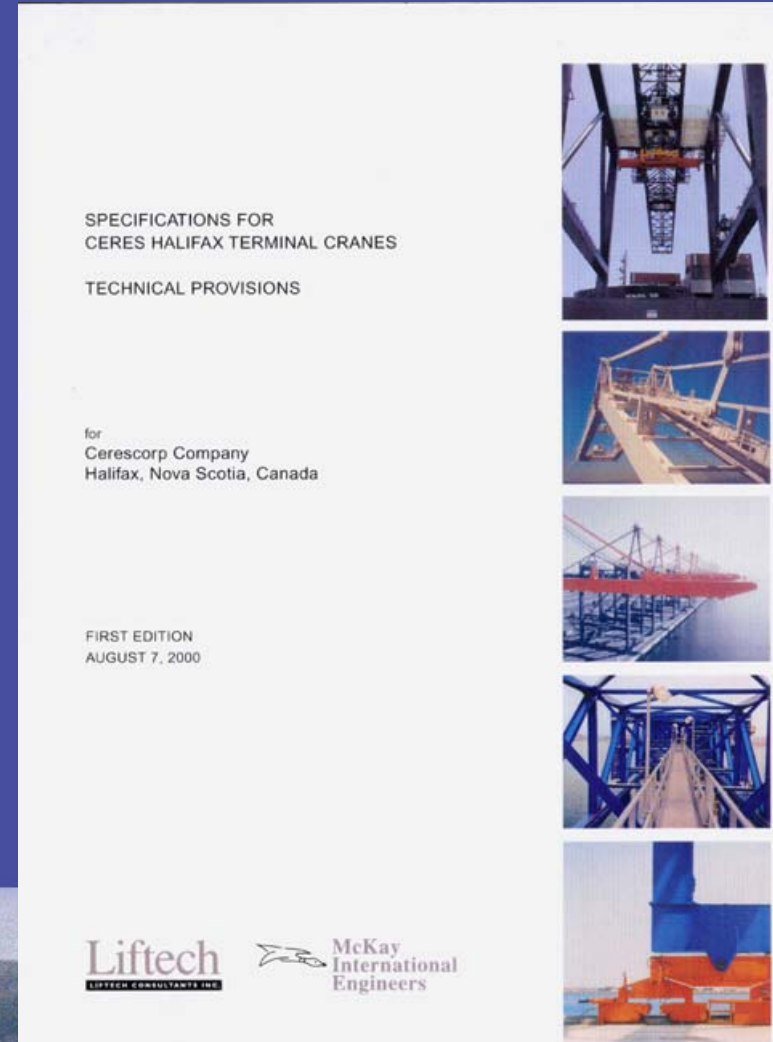 SPECIFICATIONS FOR
CERES HALIFAX TERMINAL CRANES
TECHNICAL PROVISIONS
for
Cerescorp Company
Halifax, Nova Scotia, Canada
FIRST EDITION
AUGUST 7, 2000
Liftech
LIFTECH CONSULTANTS INC.
McKay
International
Engineers